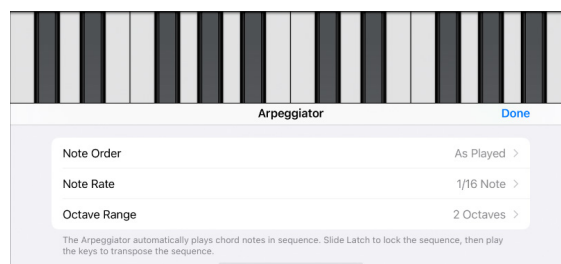 Arpeggiator Done
Note Order As Played
Note Rate 1/16 Note
Octave Range 2 Octaves
The Arpeggiator automatically plays chord notes in sequence. Slide Latch to lock the sequence, then play
the keys to transpose the sequence.